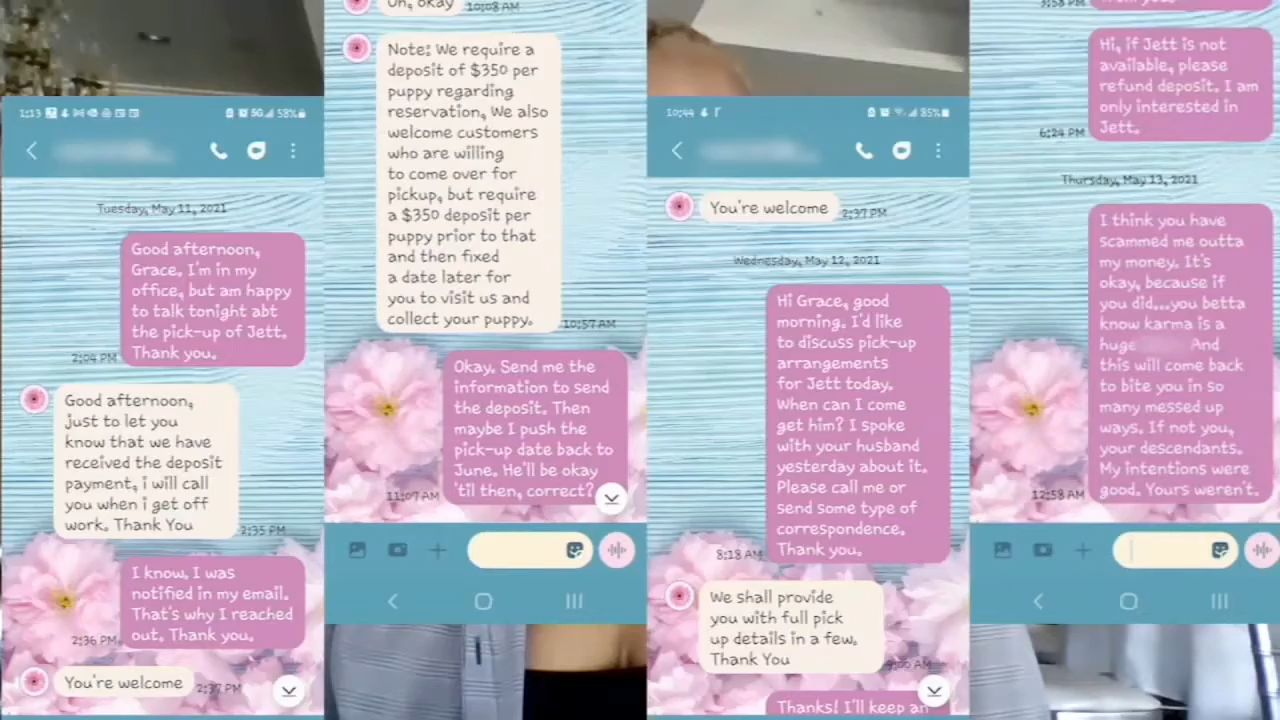 1:13
5G
58%
Tuesday, May 11, 2021
Good afternoon,
Grace. I'm in my
office, but am happy
to talk tonight abt
the pick-up of Jett.
Thank you.
2:04 PM
Good afternoon,
just to let you
know that we have
received the deposit
payment, i will call
you when i get off
work. Thank You
2:35 PM
I know. I was
notified in my email.
That's why I reached
out. Thank you.
2:36 PM
You're welcome
2:37 PM
Uh, okay
10:08 AM
Note: We require a
deposit of $350 per
puppy regarding
reservation, We also
welcome customers
who are willing
to come over for
pickup, but require
a $350 deposit per
puppy prior to that
and then fixed
a date later for
you to visit us and
collect your puppy.
10:57 AM
Okay. Send me the
information to send
the deposit. Then
maybe I push the
pick-up date back to
June. He'll be okay
'til then, correct?
11:07 AM
10:44
85%
You're welcome
2:37 PM
Wednesday, May 12, 2021
Hi Grace, good
morning. I'd like
to discuss pick-up
arrangements
for Jett today.
When can I come
get him? I spoke
with your husband
yesterday about it.
Please call me or
send some type of
correspondence.
Thank you.
8:18 AM
We shall provide
you with full pick
up details in a few.
Thank You
AM
Thanks! I'll keep an
3:58 PM
Hi, if Jett is not
available, please
refund deposit. I am
only interested in
Jett.
6:24 PM
Thursday, May 13, 2021
I think you have
scammed me outta
my money. It's
okay, because if
you did...you betta
know karma is a
huge And
this will come back
to bite you in so
many messed up
ways. If not you,
your descendants.
My intentions were
good. Yours weren't.
12:58 AM